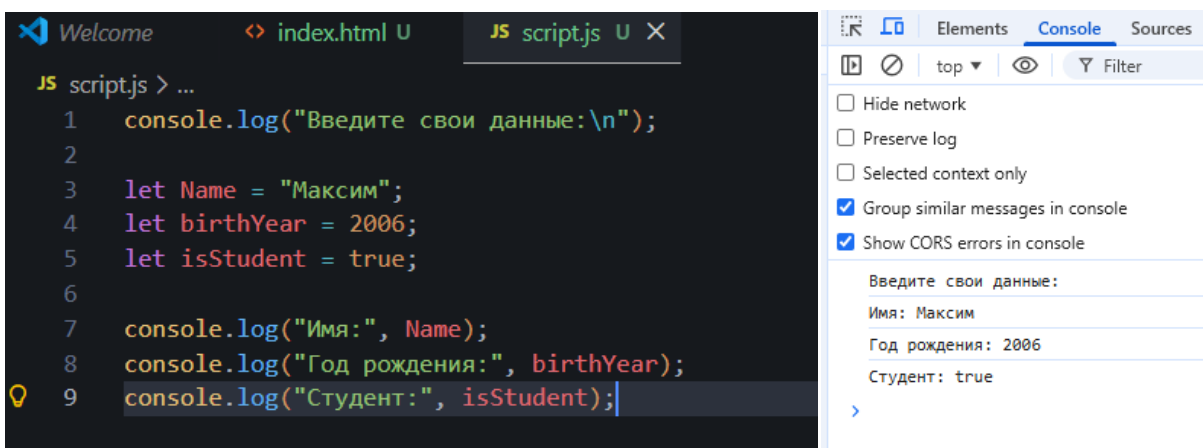 Welcome index.html U JS script.js U
JS script.js > ...
1 console.log("Введите свои данные:\n");
2
3 let Name = "Максим";
4 let birthYear = 2006;
5 let isStudent = true;
6
7 console.log("Имя:", Name);
8 console.log("Год рождения:", birthYear);
9 console.log("Студент:", isStudent);
Elements Console Sources
top Filter
Hide network
Preserve log
Selected context only
Group similar messages in console
Show CORS errors in console
Введите свои данные:
Имя: Максим
Год рождения: 2006
Студент: true
>